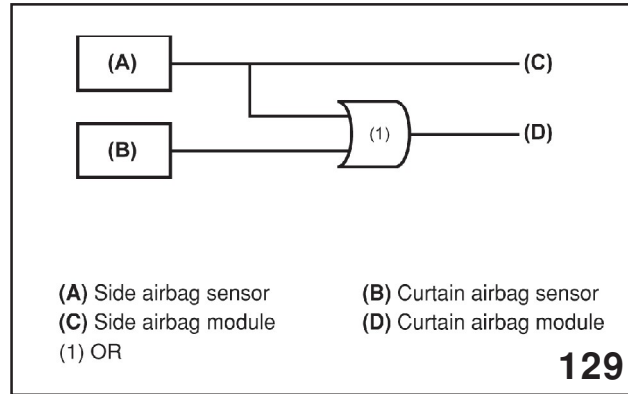 (A) (C)
(1) (D)
(B)
(A) Side airbag sensor (B) Curtain airbag sensor
(C) Side airbag module (D) Curtain airbag module
(1) OR
129